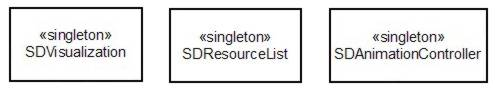 «singleton»
SDVisualization
«singleton»
SDResourceList
«singleton»
SDAnimationController